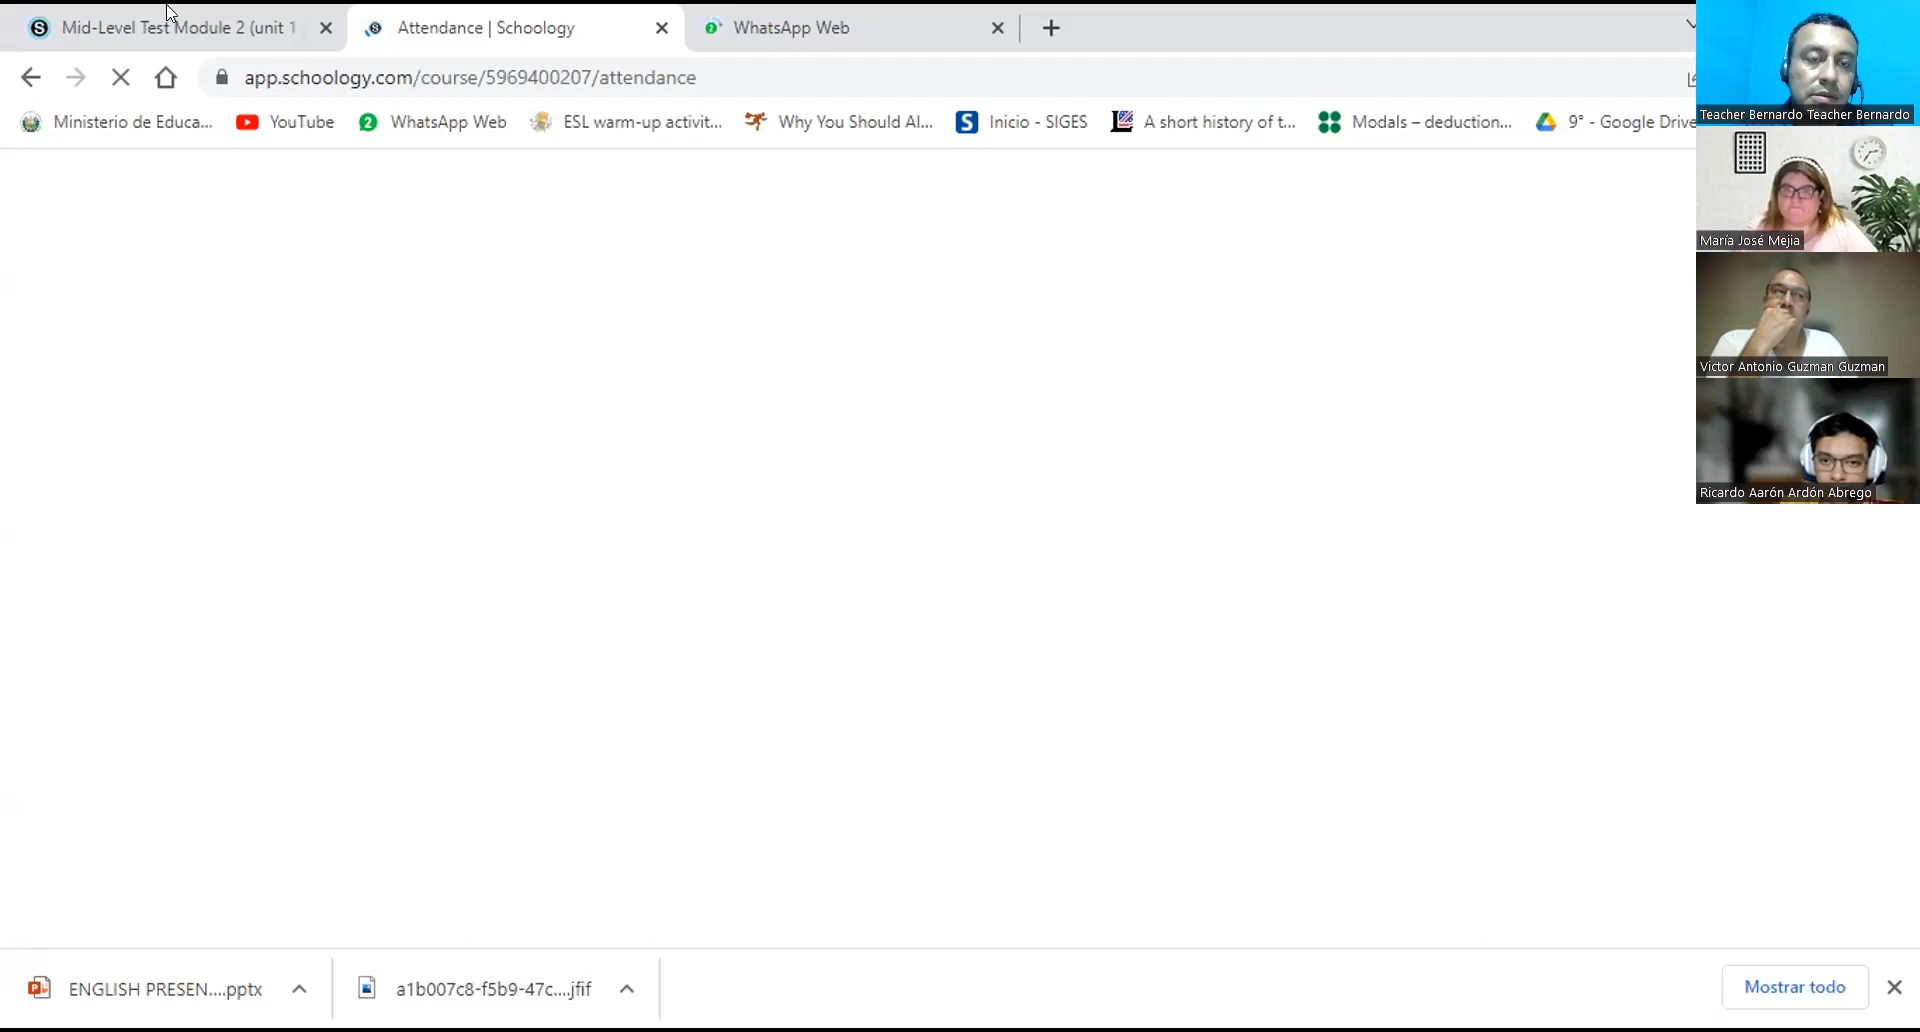 Mid-Level Test Module 2 (unit 1
Attendance | Schoology
WhatsApp Web
app.schoology.com/course/5969400207/attendance
Ministerio de Educa...
YouTube
WhatsApp Web
ESL warm-up activit...
Why You Should Al...
Inicio - SIGES
A short history of t...
Modals – deduction...
9° - Google Drive
Teacher Bernardo Teacher Bernardo
María José Mejia
Victor Antonio Guzman Guzman
Ricardo Aarón Ardón Abrego
ENGLISH PRESEN....pptx
a1b007c8-f5b9-47c....jfif
Mostrar todo